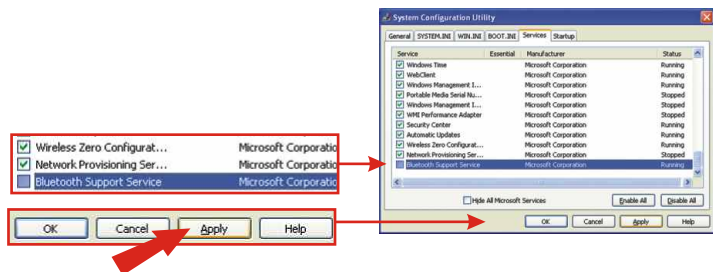 System Configuration Utility
General SYSTEM.INI WIN.INI BOOT.INI Services Startup
Service Essential Manufacturer Status
Windows Time Microsoft Corporation Running
WebClient Microsoft Corporation Running
Windows Management I... Microsoft Corporation Running
Portable Media Serial Nu... Microsoft Corporation Stopped
Windows Management I... Microsoft Corporation Stopped
WMI Performance Adapter Microsoft Corporation Stopped
Security Center Microsoft Corporation Running
Automatic Updates Microsoft Corporation Running
Wireless Zero Configurat... Microsoft Corporation Running
Network Provisioning Ser... Microsoft Corporation Stopped
Bluetooth Support Service Microsoft Corporation Running
Hide All Microsoft Services Enable All Disable All
OK Cancel Apply Help
Wireless Zero Configurat... Microsoft Corporatio
Network Provisioning Ser... Microsoft Corporatio
Bluetooth Support Service Microsoft Corporatio
OK Cancel Apply Help